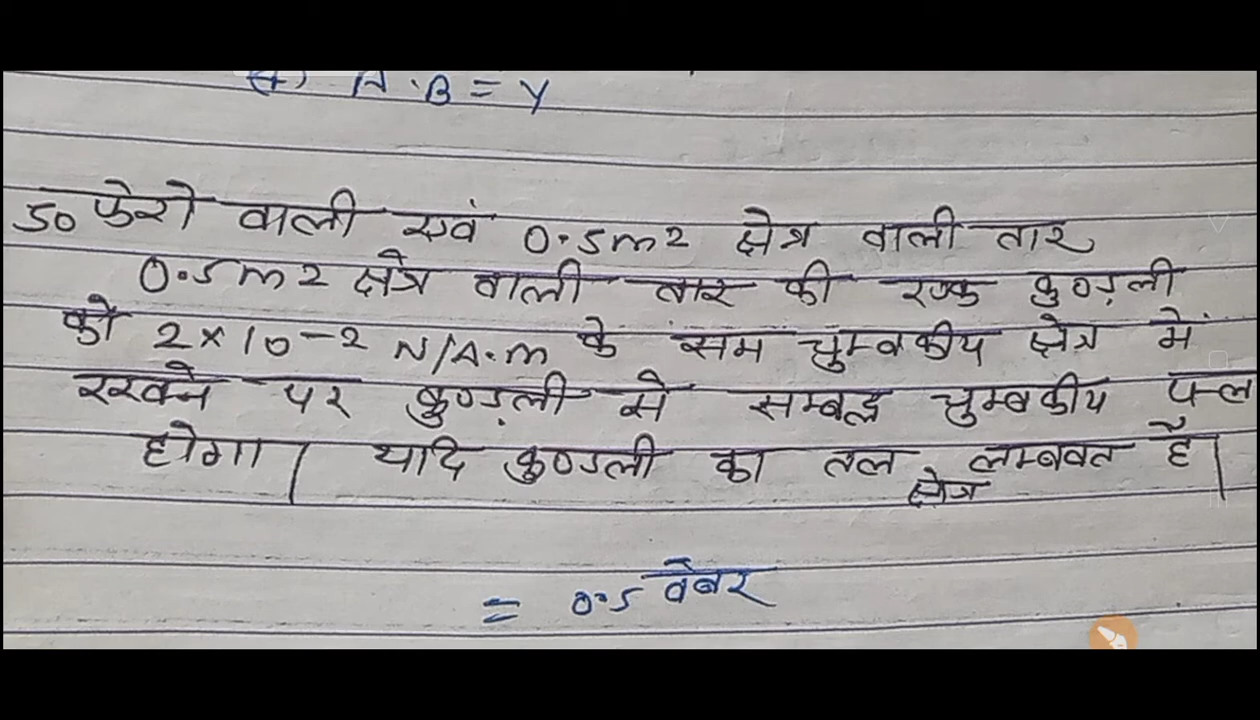 (4) A·B = Y
50 फेरो वाली एवं 0.5m2 क्षेत्र वाली तार
0.5m2 क्षेत्र वाली तार की एक कुण्डली
को 2×10-2 N/A.m के सम चुम्बकीय क्षेत्र में
रखने पर कुण्डली से सम्बद्ध चुम्बकीय फ्ल
होगा| यदि कुण्डली का तल क्षेत्र लम्बवत है|
= 0.5 वेबर